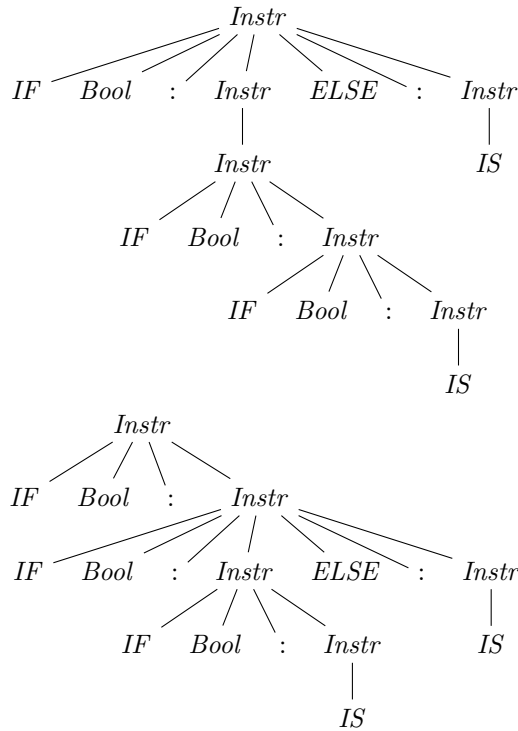 Instr
IF Bool : Instr ELSE : Instr
Instr IS
IF Bool : Instr
IF Bool : Instr
IS
Instr
IF Bool : Instr
IF Bool : Instr ELSE : Instr
IF Bool : Instr IS
IS